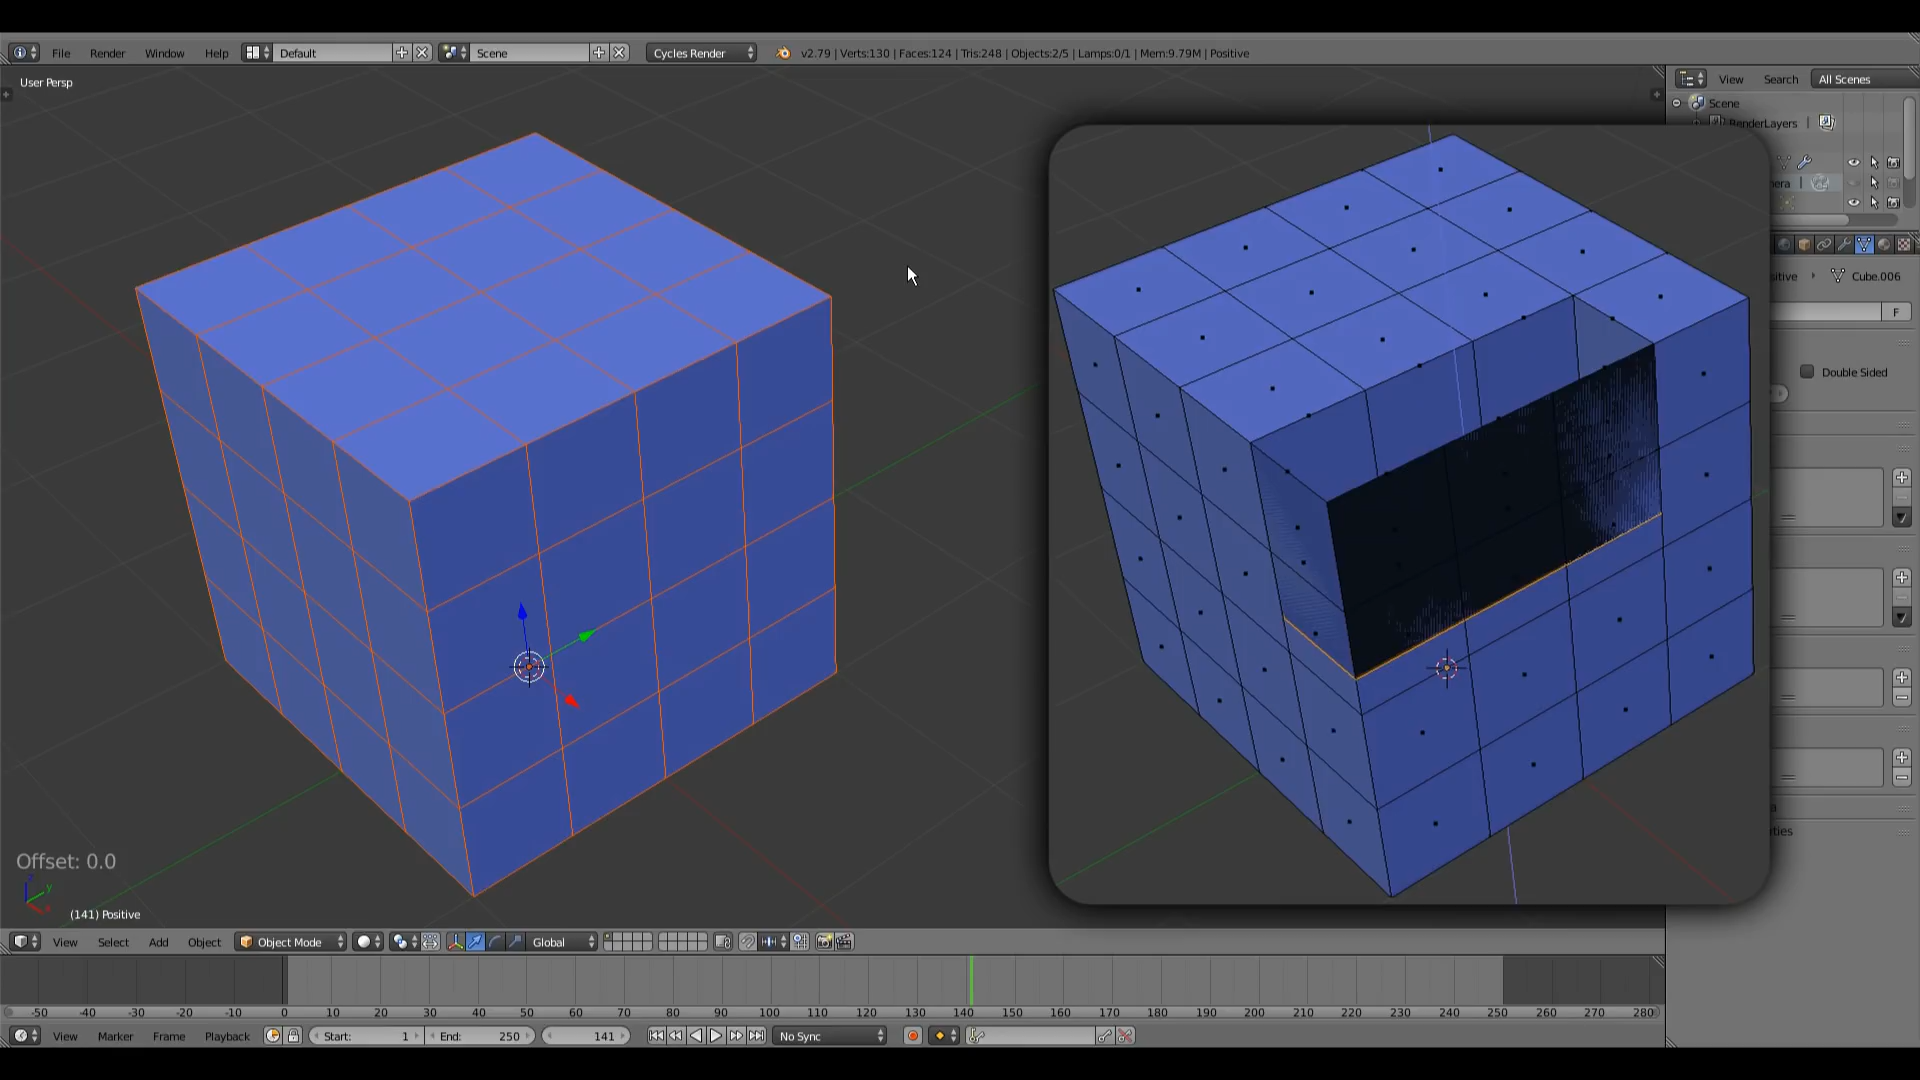 File Render Window Help Default Scene Cycles Render v2.79 | Verts:130 | Faces:124 | Tris:248 | Objects:2/5 | Lamps:0/1 | Mem:9.79M | Positive
User Persp
View Search All Scenes
Scene
RenderLayers
Cube.006
F
Double Sided
Offset: 0.0
z
y
(141) Positive
View Select Add Object Object Mode Global
-50 -40 -30 -20 -10 0 10 20 30 40 50 60 70 80 90 100 110 120 130 140 150 160 170 180 190 200 210 220 230 240 250 260 270 280
View Marker Frame Playback Start: 1 End: 250 141 No Sync